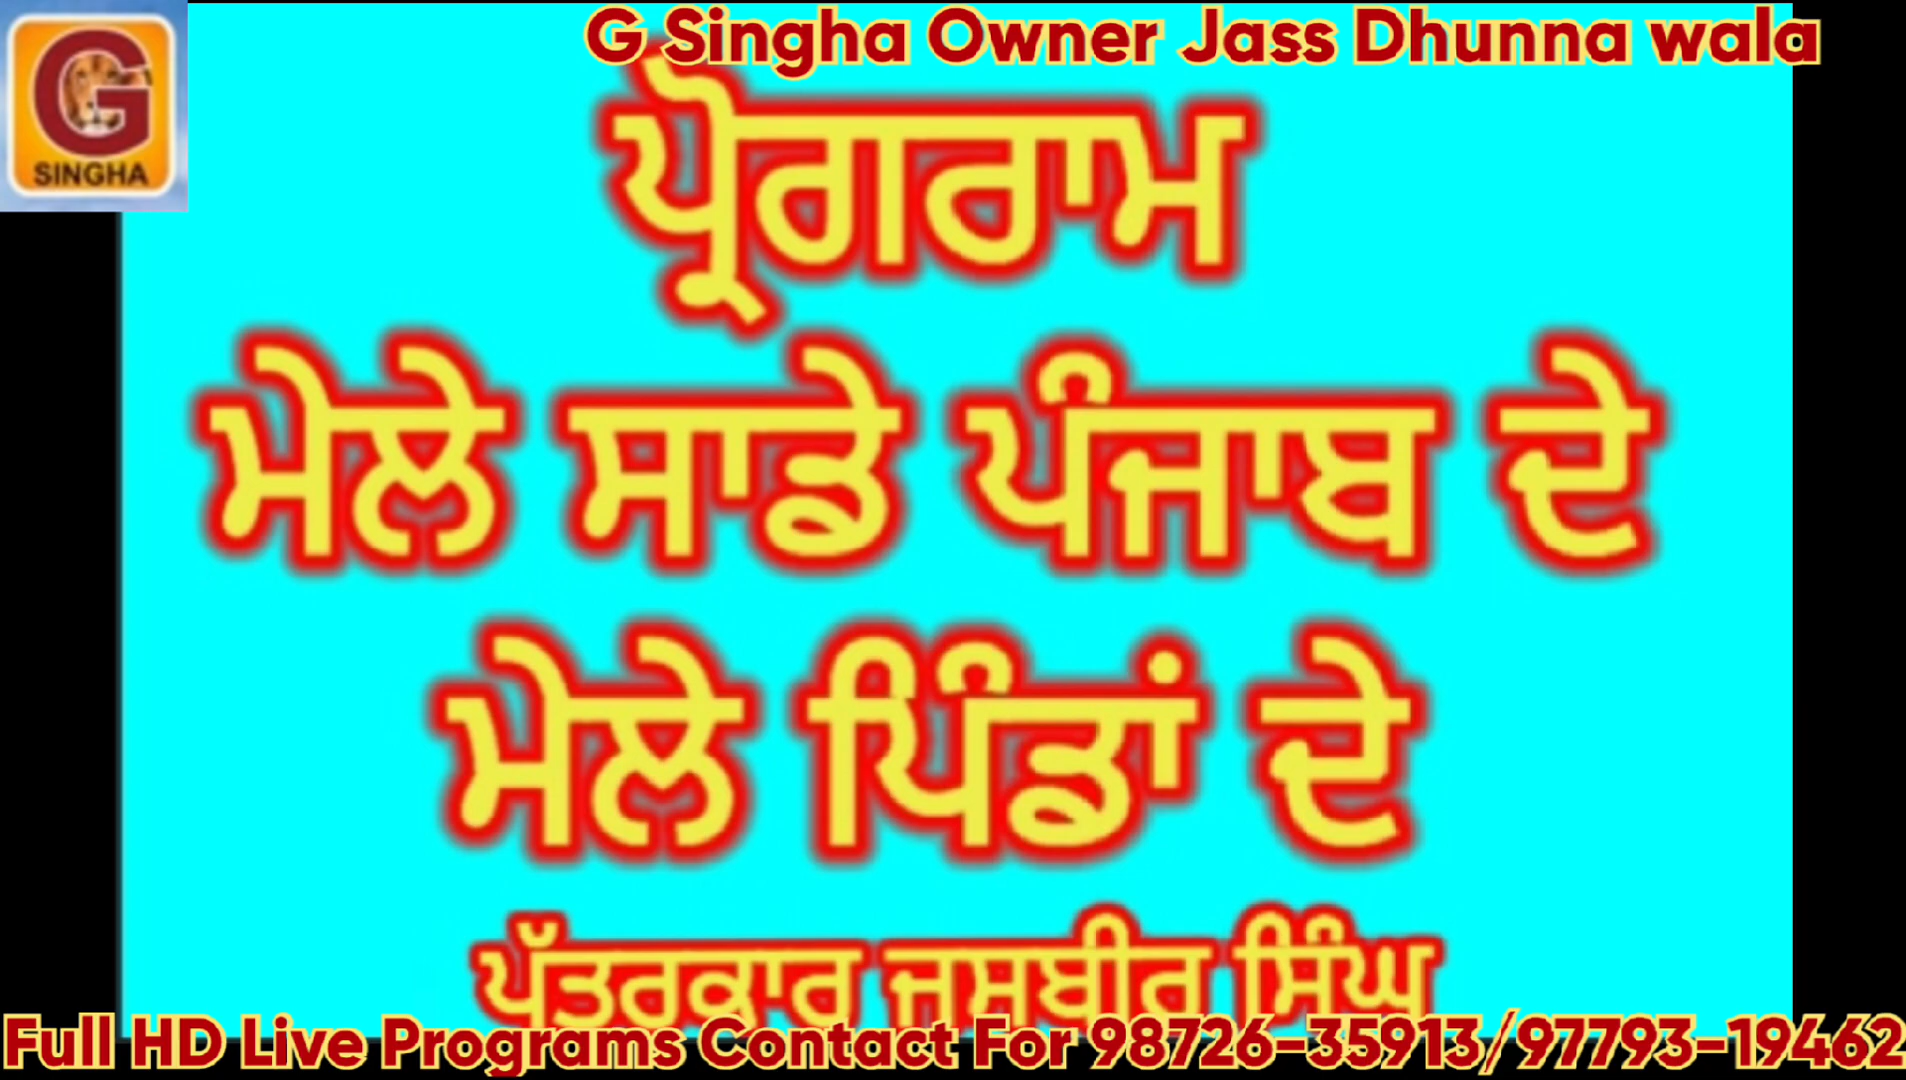 G Singha Owner Jass Dhunna wala
G
SINGHA
ਪ੍ਰੋਗਰਾਮ
ਮੇਲੇ ਸਾਡੇ ਪੰਜਾਬ ਦੇ
ਮੇਲੇ ਪਿੰਡਾਂ ਦੇ
ਪੱਤਰਕਾਰ ਜਸਬੀਰ ਸਿੰਘ
Full HD Live Programs Contact For 98726-35913/97793-19462